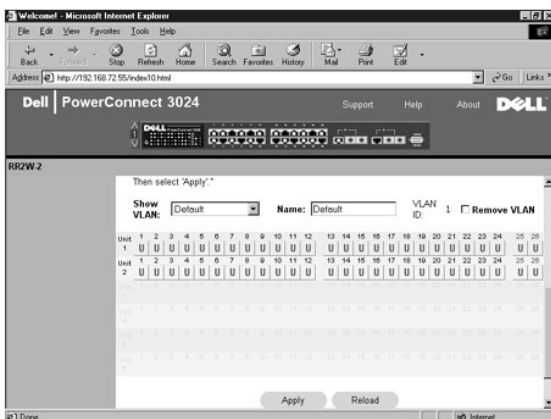 Welcome! - Microsoft Internet Explorer
File Edit View Favorites Tools Help
Back Forward Stop Refresh Home Search Favorites History Mail Print Edit
Address http://192.168.72.55/index10.html Go Links
Dell PowerConnect 3024 Support Help About DELL
1 DELL
RR2W-2
Then select 'Apply'."
Show VLAN: Default Name: Default VLAN ID: 1 Remove VLAN
1 2 3 4 5 6 7 8 9 10 11 12 13 14 15 16 17 18 19 20 21 22 23 24 25 26
Unit 1 U U U U U U U U U U U U U U U U U U U U U U U U U U
1 2 3 4 5 6 7 8 9 10 11 12 13 14 15 16 17 18 19 20 21 22 23 24 25 26
Unit 2 U U U U U U U U U U U U U U U U U U U U U U U U U U
Apply Reload
Done Internet